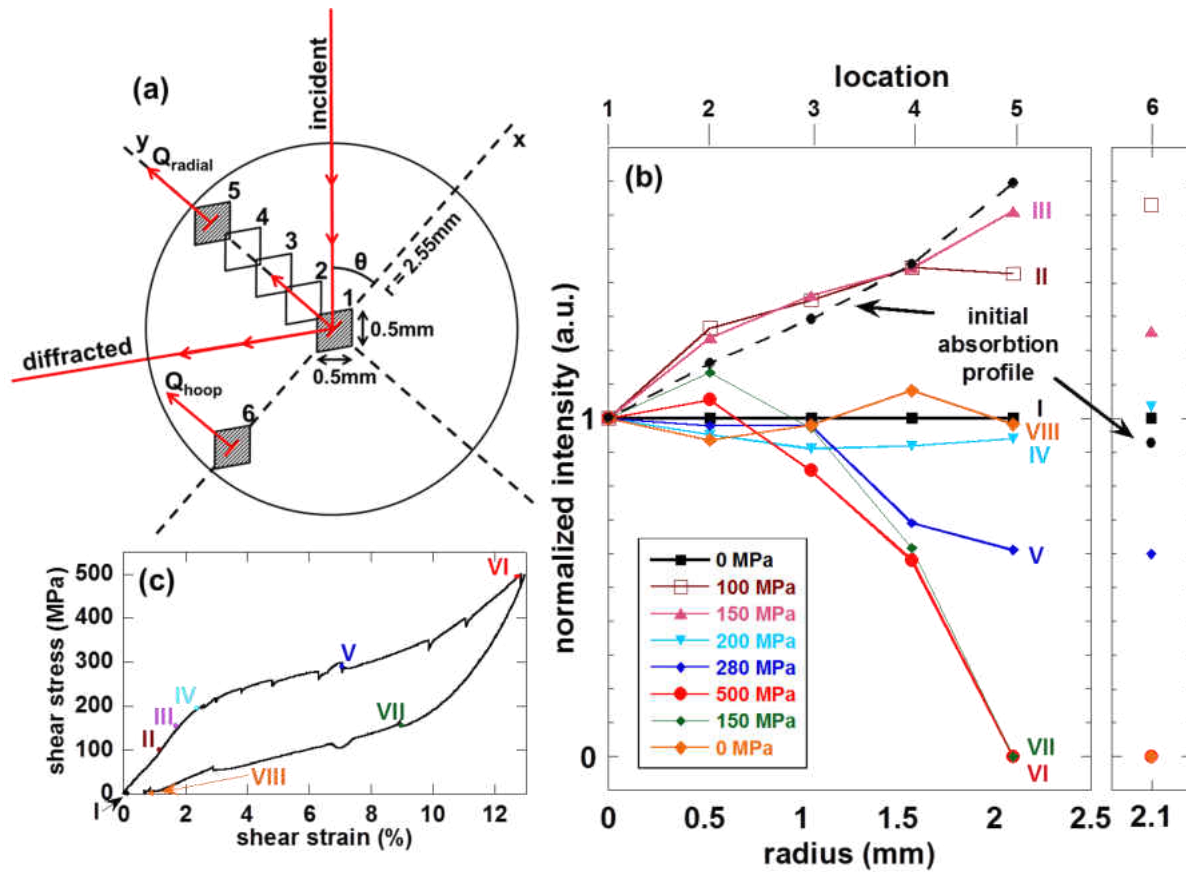 (a)
incident
x
y
Qradial
5
4
3
2
1
θ
r = 2.55mm
0.5mm
0.5mm
diffracted
Qhoop
6
location
1 2 3 4 5 6
(b)
normalized intensity (a.u.)
1
0
III
II
initial
absorbtion
profile
I
VIII
IV
V
VII
VI
0 MPa
100 MPa
150 MPa
200 MPa
280 MPa
500 MPa
150 MPa
0 MPa
0 0.5 1 1.5 2 2.5 2.1
radius (mm)
(c)
shear stress (MPa)
500
400
300
200
100
0
VI
V
IV
III
II
VII
VIII
I
0 2 4 6 8 10 12
shear strain (%)